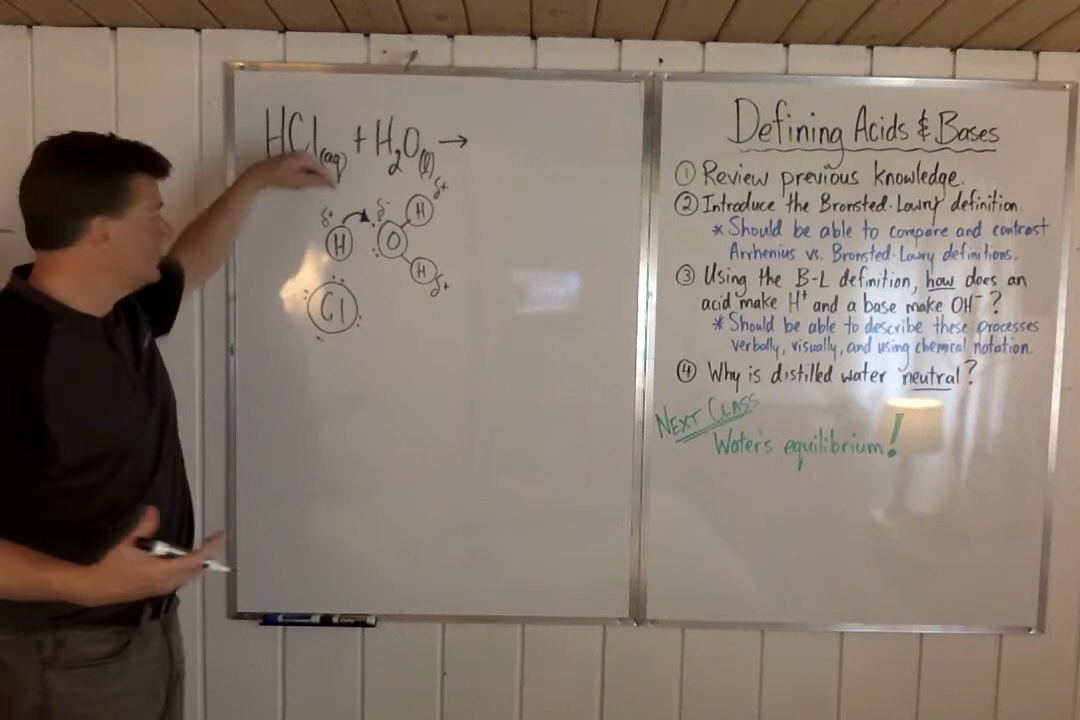 HCl(aq) + H₂O(l) →
δ+
δ+ H δ- O H
H δ+
Cl
Defining Acids & Bases
① Review previous knowledge.
② Introduce the Bronsted-Lowry definition
* Should be able to compare and contrast
Arrhenius vs. Bronsted-Lowry definitions.
③ Using the B-L definition, how does an
acid make H⁺ and a base make OH⁻?
* Should be able to describe these processes
verbally, visually, and using chemical notation.
④ Why is distilled water neutral?
NEXT CLASS
Water's equilibrium!